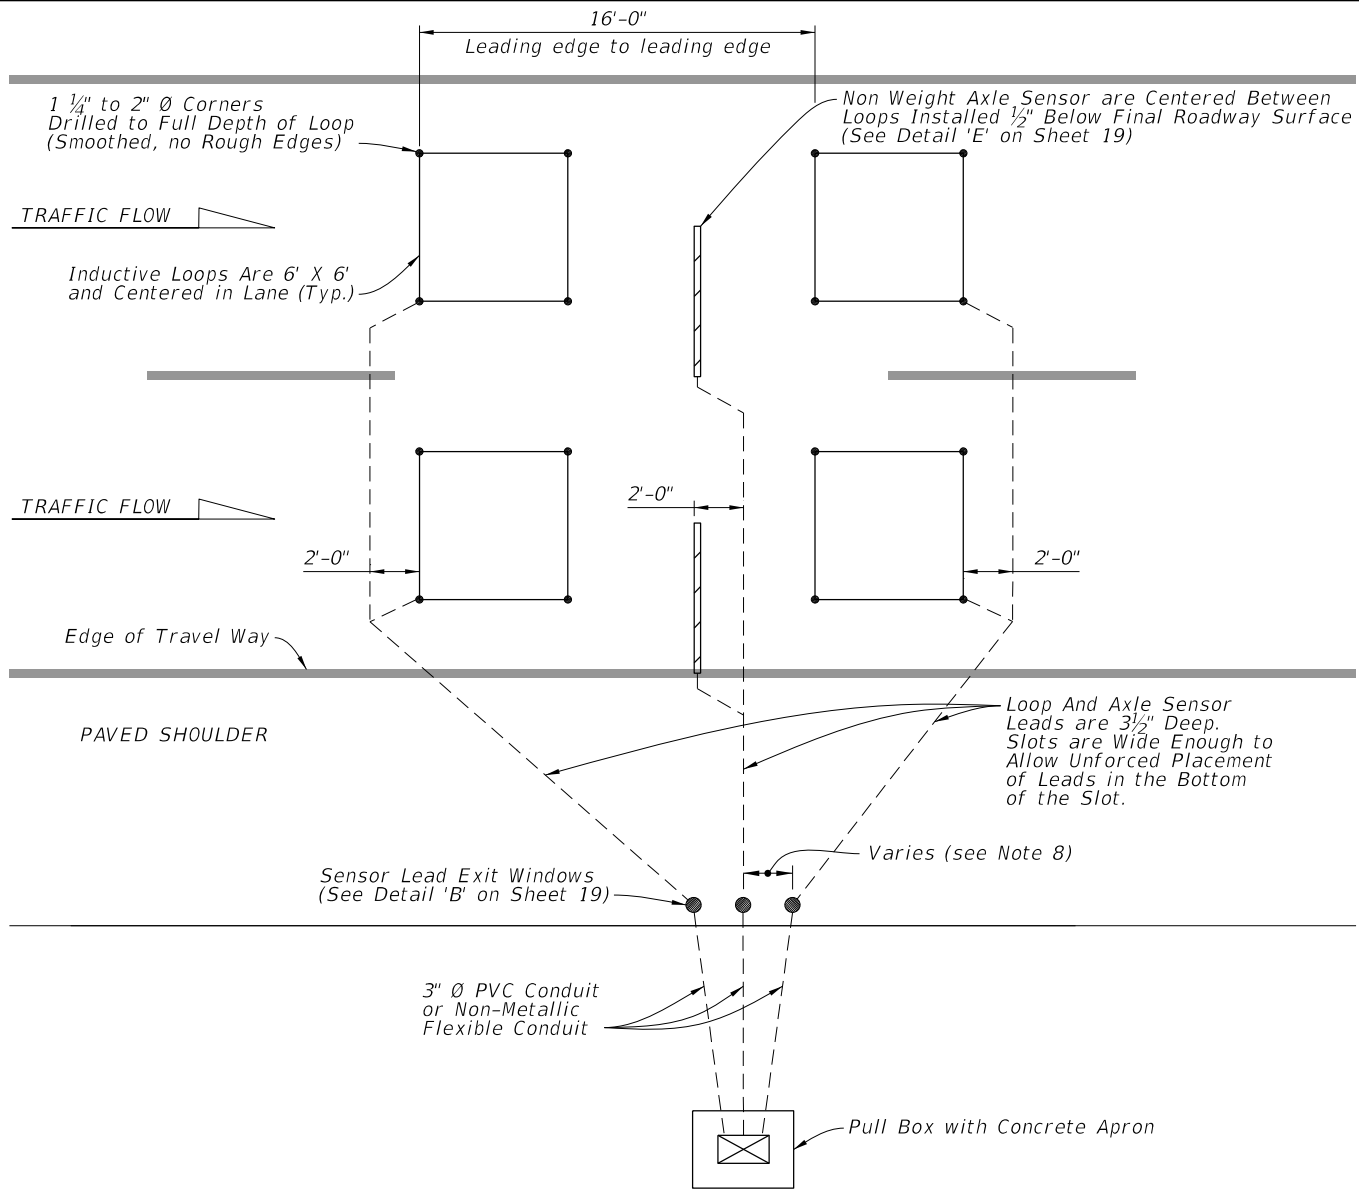 16'-0"
Leading edge to leading edge
1 ¼" to 2" Ø Corners
Drilled to Full Depth of Loop
(Smoothed, no Rough Edges)
Non Weight Axle Sensor are Centered Between
Loops Installed ½" Below Final Roadway Surface
(See Detail 'E' on Sheet 19)
TRAFFIC FLOW
Inductive Loops Are 6' X 6'
and Centered in Lane (Typ.)
TRAFFIC FLOW
2'-0"
2'-0"
2'-0"
Edge of Travel Way
PAVED SHOULDER
Loop And Axle Sensor
Leads are 3½" Deep.
Slots are Wide Enough to
Allow Unforced Placement
of Leads in the Bottom
of the Slot.
Varies (see Note 8)
Sensor Lead Exit Windows
(See Detail 'B' on Sheet 19)
3" Ø PVC Conduit
or Non-Metallic
Flexible Conduit
Pull Box with Concrete Apron